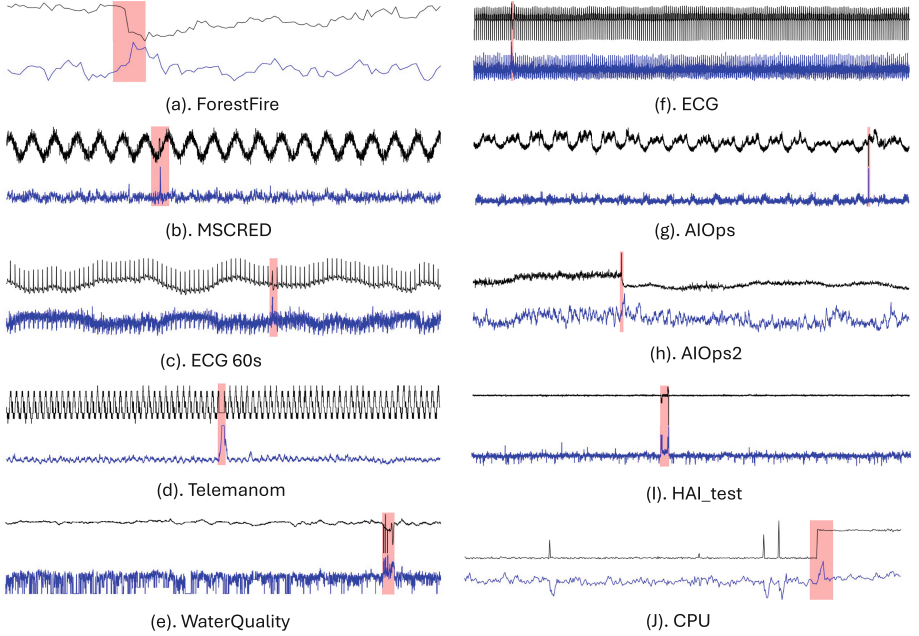 (a). ForestFire
(b). MSCRED
(c). ECG 60s
(d). Telemanom
(e). WaterQuality
(f). ECG
(g). AIOps
(h). AIOps2
(I). HAI_test
(J). CPU